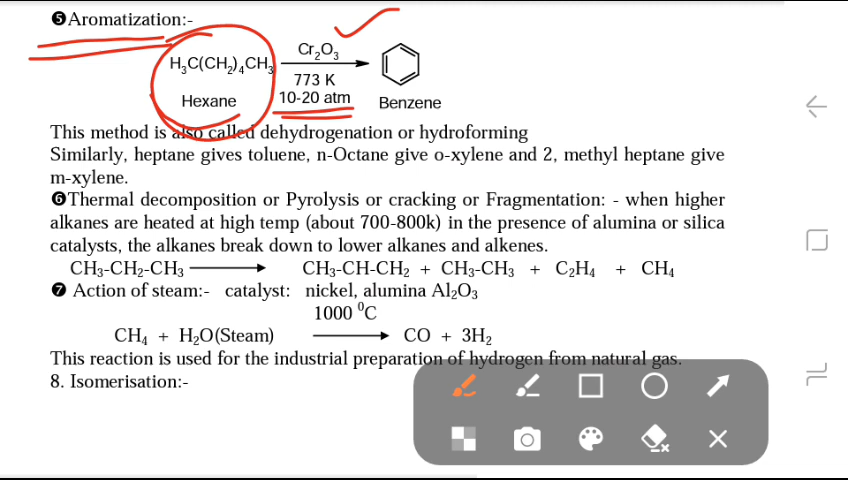 ❺Aromatization:-
H₃C(CH₂)₄CH₃ Cr₂O₃
773 K
Hexane 10-20 atm Benzene
This method is also called dehydrogenation or hydroforming
Similarly, heptane gives toluene, n-Octane give o-xylene and 2, methyl heptane give
m-xylene.
❻Thermal decomposition or Pyrolysis or cracking or Fragmentation: - when higher
alkanes are heated at high temp (about 700-800k) in the presence of alumina or silica
catalysts, the alkanes break down to lower alkanes and alkenes.
CH₃-CH₂-CH₃ ⟶ CH₃-CH-CH₂ + CH₃-CH₃ + C₂H₄ + CH₄
❼ Action of steam:- catalyst: nickel, alumina Al₂O₃
1000 ⁰C
CH₄ + H₂O(Steam) ⟶ CO + 3H₂
This reaction is used for the industrial preparation of hydrogen from natural gas.
8. Isomerisation:-